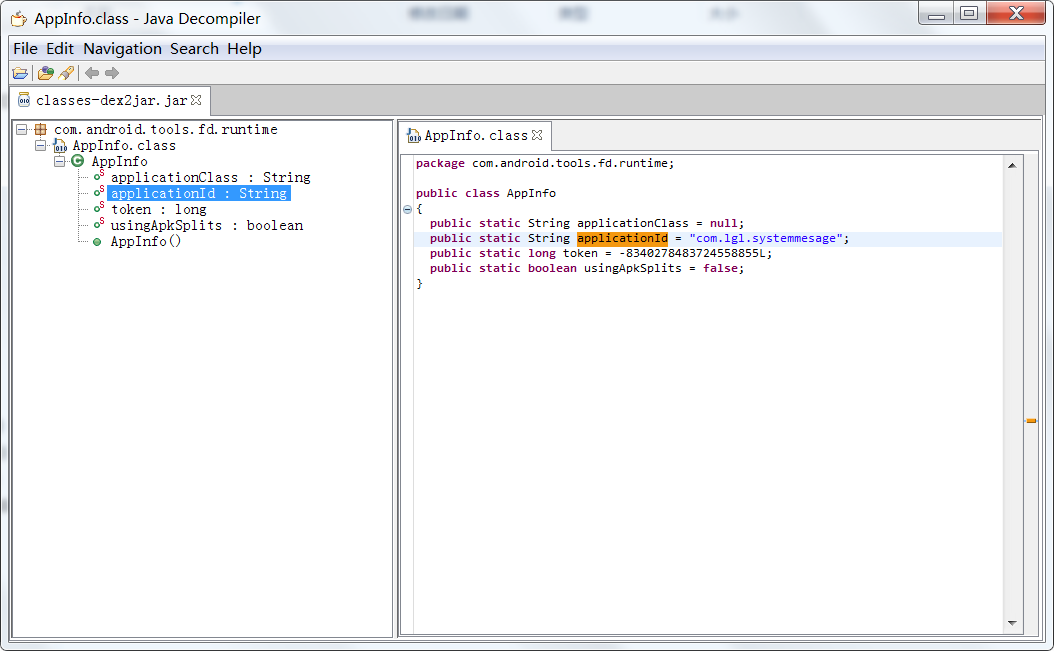 AppInfo.class - Java Decompiler
File Edit Navigation Search Help
classes-dex2jar.jar
com.android.tools.fd.runtime
AppInfo.class
AppInfo
applicationClass : String
applicationId : String
token : long
usingApkSplits : boolean
AppInfo()
AppInfo.class
package com.android.tools.fd.runtime;
public class AppInfo
{
public static String applicationClass = null;
public static String applicationId = "com.lgl.systemmesage";
public static long token = -8340278483724558855L;
public static boolean usingApkSplits = false;
}